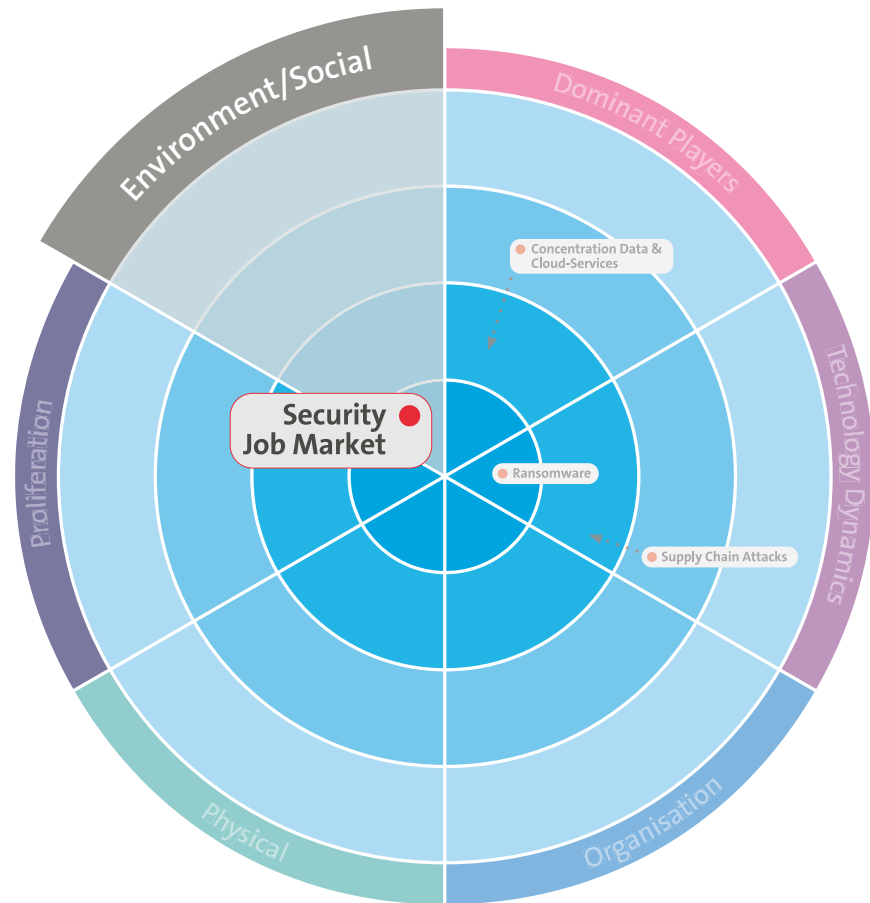 Environment/Social
Dominant Players
Concentration Data &
Cloud-Services
Technology Dynamics
Security
Job Market
Proliferation
Ransomware
Supply Chain Attacks
Physical
Organisation